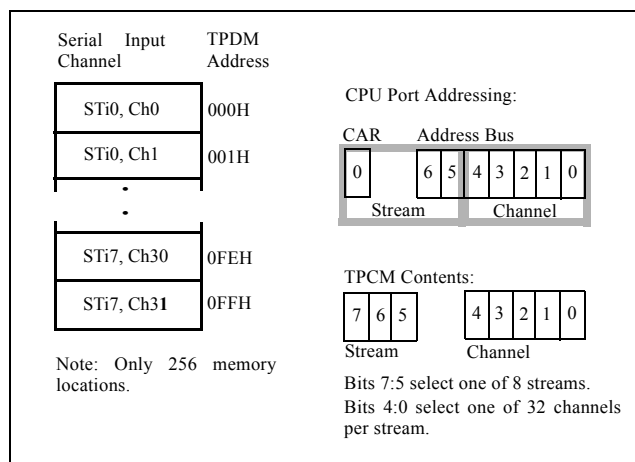 Serial Input TPDM
Channel Address
STi0, Ch0 000H
STi0, Ch1 001H
STi7, Ch30 0FEH
STi7, Ch31 0FFH
Note: Only 256 memory
locations.
CPU Port Addressing:
CAR Address Bus
0 6 5 4 3 2 1 0
Stream Channel
TPCM Contents:
7 6 5 4 3 2 1 0
Stream Channel
Bits 7:5 select one of 8 streams.
Bits 4:0 select one of 32 channels
per stream.